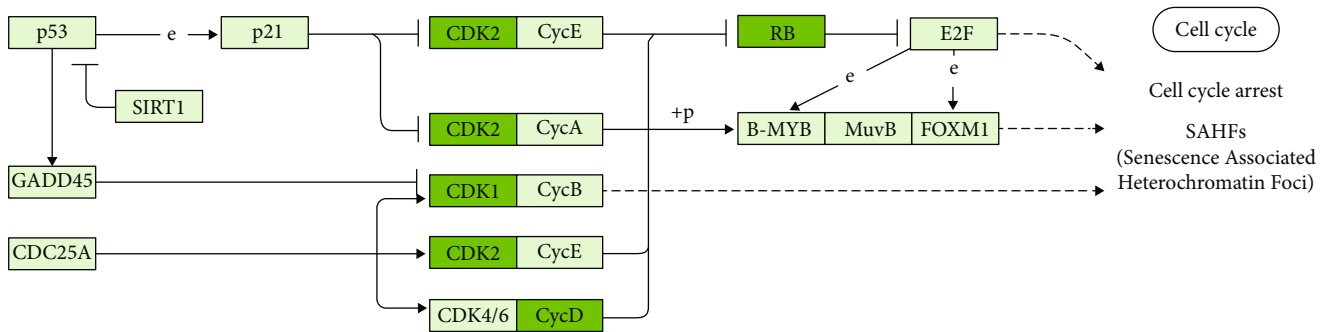 p53
e
p21
CDK2
CycE
RB
E2F
Cell cycle
SIRT1
e
e
Cell cycle arrest
CDK2
CycA
+p
B-MYB
MuvB
FOXM1
SAHFs
(Senescence Associated
Heterochromatin Foci)
GADD45
CDK1
CycB
CDC25A
CDK2
CycE
CDK4/6
CycD